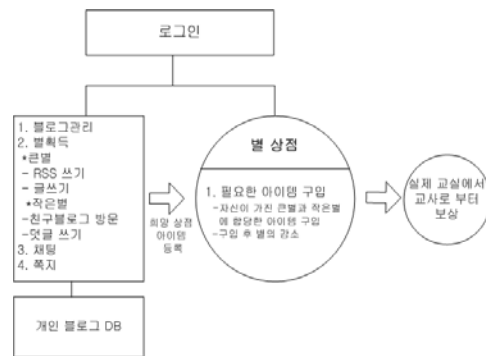 로그인
1. 블로그관리
2. 별획득
*큰별
- RSS 쓰기
- 글쓰기
*작은별
-친구블로그 방문
-댓글 쓰기
3. 채팅
4. 쪽지
개인 블로그 DB
희망 상점
아이템
등록
별 상점
1. 필요한 아이템 구입
-자신이 가진 큰별과 작은별
에 합당한 아이템 구입
-구입 후 별의 감소
실제 교실에서
교사로 부터
보상